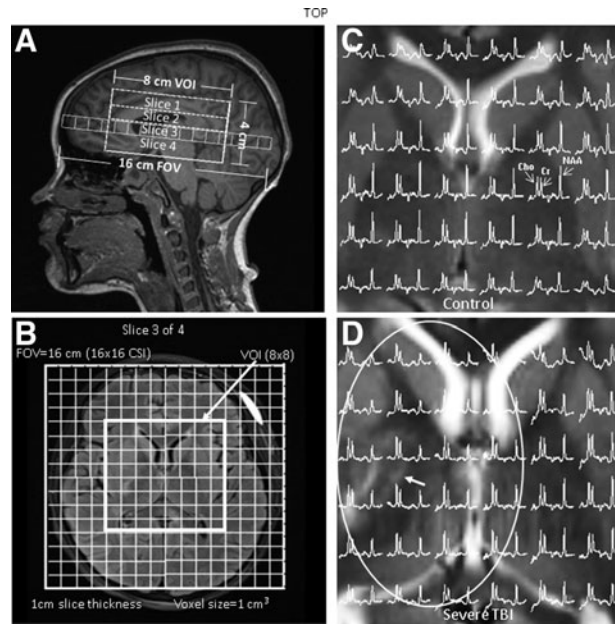 TOP
A
8 cm VOI
Slice 1
Slice 2
Slice 3
Slice 4
4 cm
16 cm FOV
B
Slice 3 of 4
FOV=16 cm (16x16 CSI)
VOI (8x8)
1cm slice thickness
Voxel size=1 cm³
C
Cho
Cr
NAA
Control
D
Severe TBI